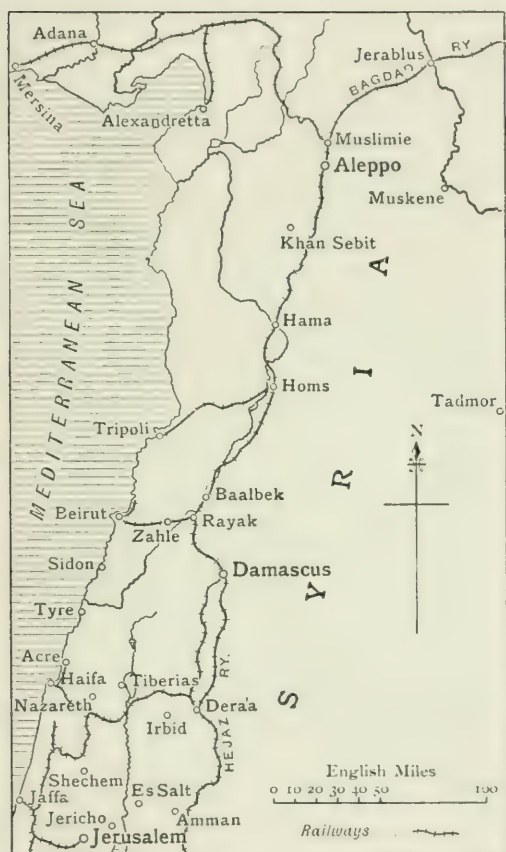 Adana
Mersina
Alexandretta
Jerablus
BAGDAD RY
Muslimie
Aleppo
Muskene
MEDITERRANEAN SEA
Khan Sebit
Hama
Homs
Tadmor
Tripoli
N
SYRIA
Baalbek
Beirut
Rayak
Zahle
Sidon
Damascus
Tyre
Acre
Haifa
Tiberias
HEJAZ RY.
Nazareth
Dera'a
Irbid
Shechem
Es Salt
Jaffa
Jericho
Amman
Jerusalem
English Miles
0 10 20 30 40 50 100
Railways